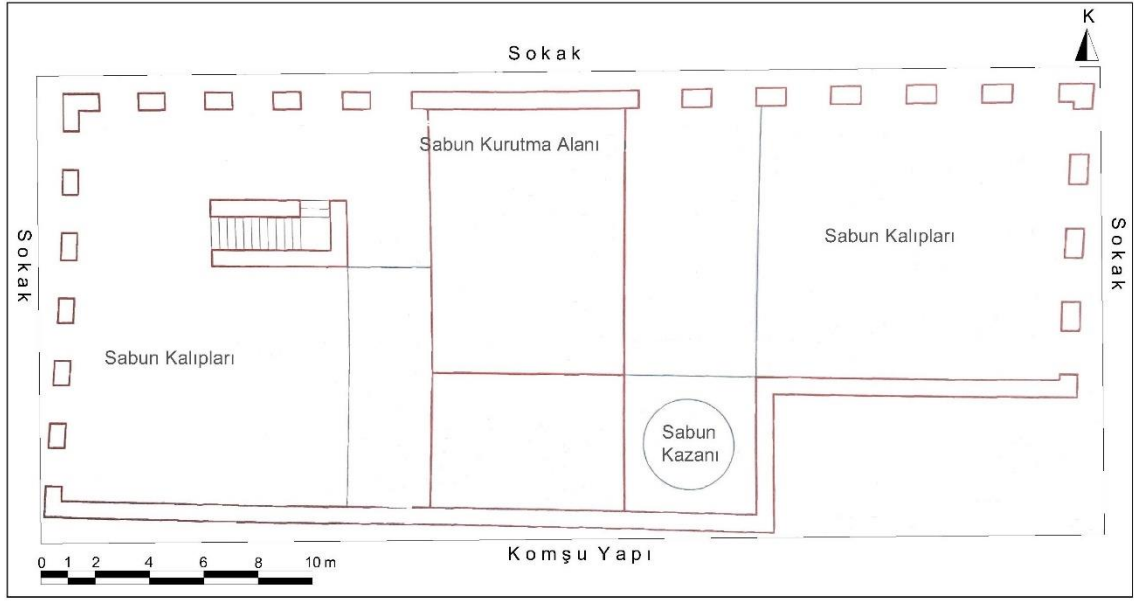 K
Sokak
Sabun Kurutma Alanı
Sokak
Sabun Kalıpları
Sokak
Sabun Kalıpları
Sabun
Kazanı
Komşu Yapı
0 1 2 4 6 8 10 m